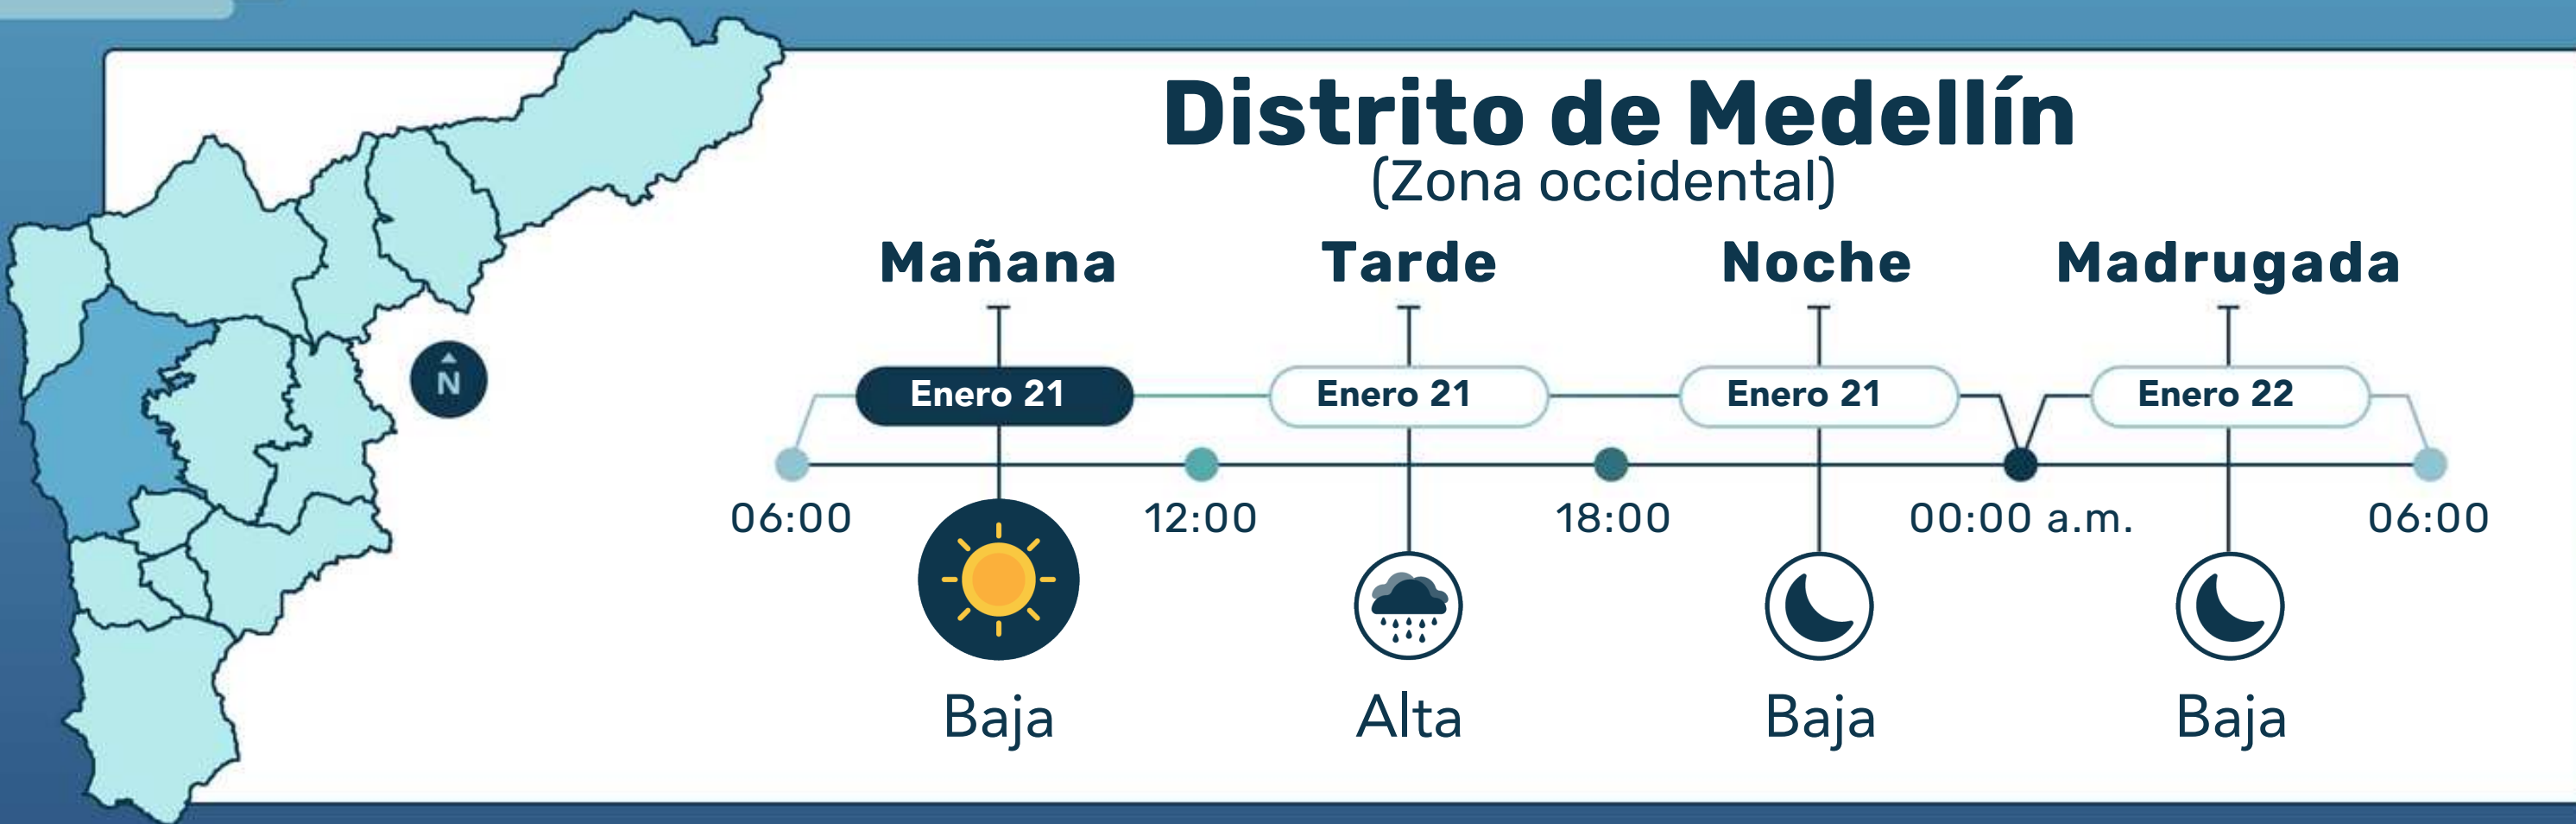 Distrito de Medellín
(Zona occidental)
Mañana Tarde Noche Madrugada
Enero 21 Enero 21 Enero 21 Enero 22
N
06:00 12:00 18:00 00:00 a.m. 06:00
Baja Alta Baja Baja